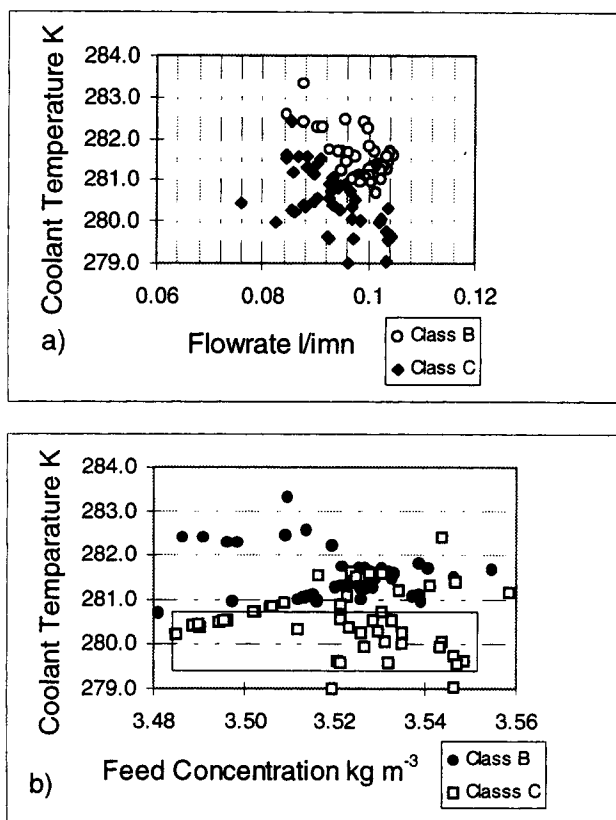 Coolant Temperature K
284.0
283.0
282.0
281.0
280.0
279.0
0.06
0.08
0.1
0.12
a)
Flowrate l/imn
Class B
Class C
Coolant Temparature K
284.0
283.0
282.0
281.0
280.0
279.0
3.48
3.50
3.52
3.54
3.56
b)
Feed Concentration kg m-3
Class B
Classs C